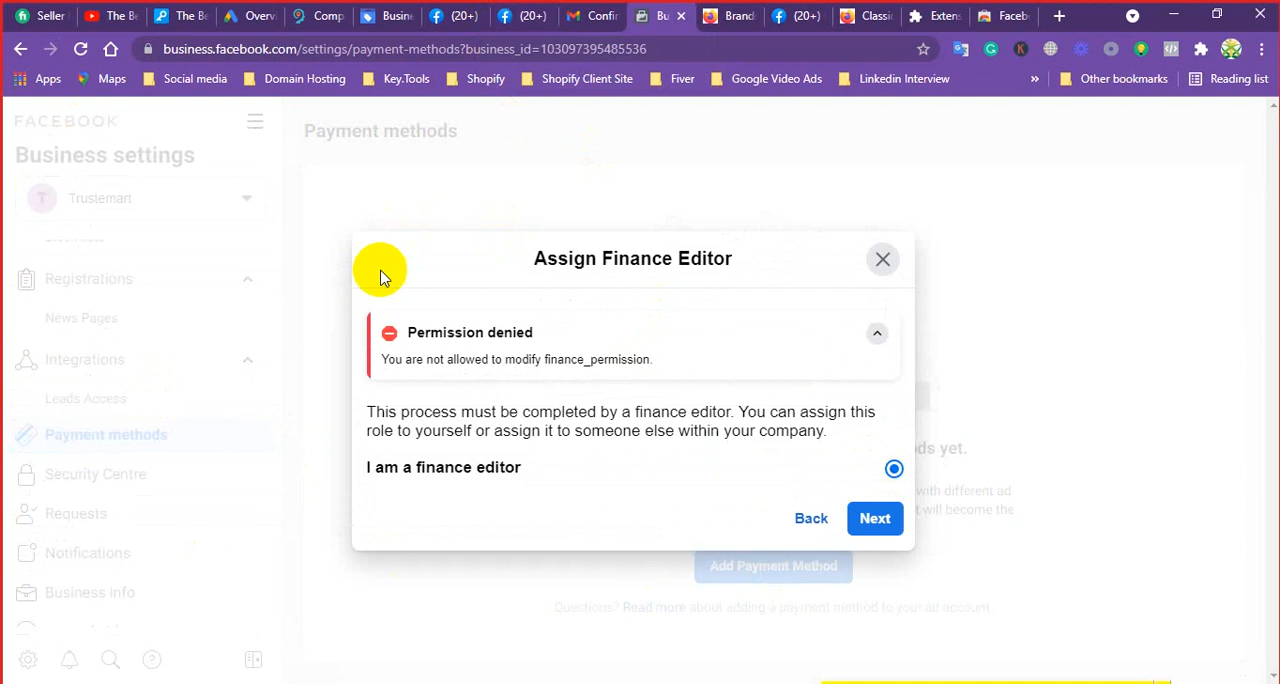 Seller
The Be
The Be
Overvi
Comp
Busine
(20+)
(20+)
Confir
Bu
Brand
(20+)
Classi
Extens
Faceb
business.facebook.com/settings/payment-methods?business_id=103097395485536
Apps
Maps
Social media
Domain Hosting
Key.Tools
Shopify
Shopify Client Site
Fiver
Google Video Ads
Linkedin Interview
»
Other bookmarks
Reading list
FACEBOOK
Business settings
T
Trustemart
Registrations
News Pages
Integrations
Leads Access
Payment methods
Security Centre
Requests
Notifications
Business info
Payment methods
Assign Finance Editor
Permission denied
You are not allowed to modify finance_permission.
This process must be completed by a finance editor. You can assign this
role to yourself or assign it to someone else within your company.
I am a finance editor
Back
Next
ds yet.
with different ad
t will become the
Add Payment Method
Questions? Read more about adding a payment method to your ad account.